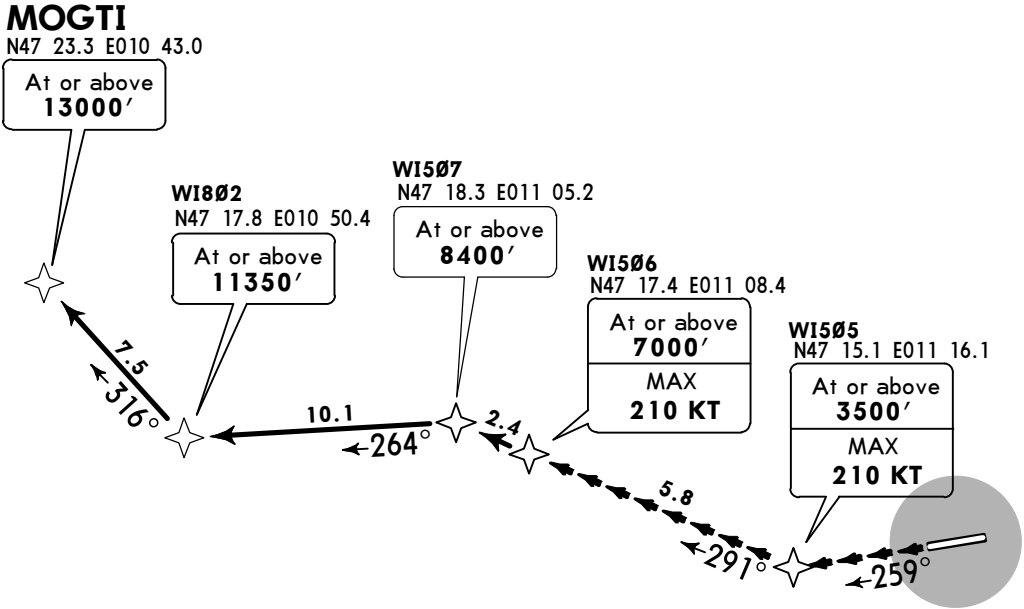 MOGTI
N47 23.3 E010 43.0
At or above
13000′
WI8Ø2
N47 17.8 E010 50.4
At or above
11350′
WI5Ø7
N47 18.3 E011 05.2
At or above
8400′
WI5Ø6
N47 17.4 E011 08.4
At or above
7000′
MAX
210 KT
WI5Ø5
N47 15.1 E011 16.1
At or above
3500′
MAX
210 KT
7.5
316°
10.1
264°
2.4
5.8
291°
259°